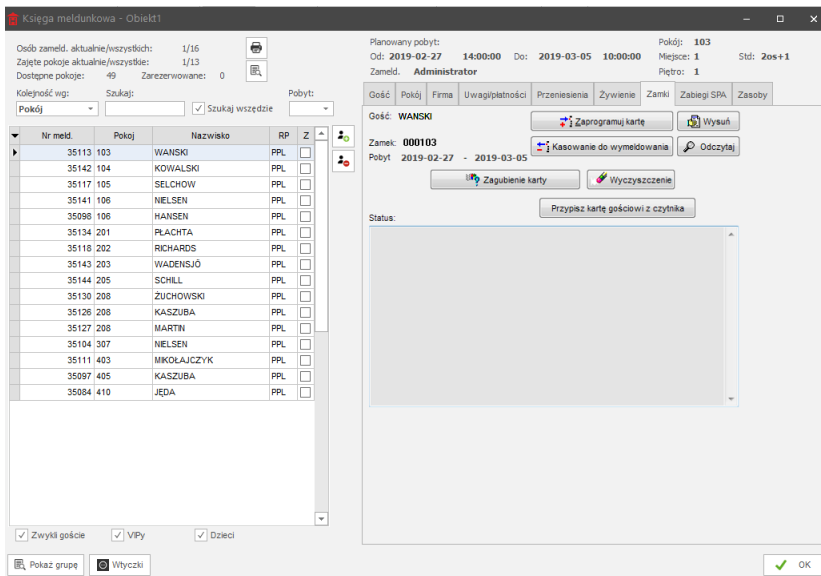 Księga meldunkowa - Obiekt1
Osób zameld. aktualnie/wszystkich: 1/16
Zajęte pokoje aktualnie/wszystkie: 1/13
Dostępne pokoje: 49 Zarezerwowane: 0
Kolejność wg: Szukaj: Pobyt:
Pokój Szukaj wszędzie
Nr meld. Pokoj Nazwisko RP Z
35113 103 WANSKI PPL
35142 104 KOWALSKI PPL
35117 105 SELCHOW PPL
35141 106 NIELSEN PPL
35098 106 HANSEN PPL
35134 201 PŁACHTA PPL
35118 202 RICHARDS PPL
35143 203 WADENSJÓ PPL
35144 205 SCHILL PPL
35130 208 ŻUCHOWSKI PPL
35126 208 KASZUBA PPL
35127 208 MARTIN PPL
35104 307 NIELSEN PPL
35111 403 MIKOŁAJCZYK PPL
35097 405 KASZUBA PPL
35084 410 JĘDA PPL
Zwykli goście VIPy Dzieci
Pokaż grupę Wtyczki
Planowany pobyt: Pokój: 103
Od: 2019-02-27 14:00:00 Do: 2019-03-05 10:00:00 Miejsce: 1 Std: 2os+1
Zameld. Administrator Piętro: 1
Gość Pokój Firma Uwagi/płatności Przeniesienia Żywienie Zamki Zabiegi SPA Zasoby
Gość: WANSKI Zaprogramuj kartę Wysuń
Zamek: 000103 Kasowanie do wymeldowania Odczytaj
Pobyt 2019-02-27 - 2019-03-05
Zagubienie karty Wyczyszczenie
Przypisz kartę gościowi z czytnika
Status:
OK